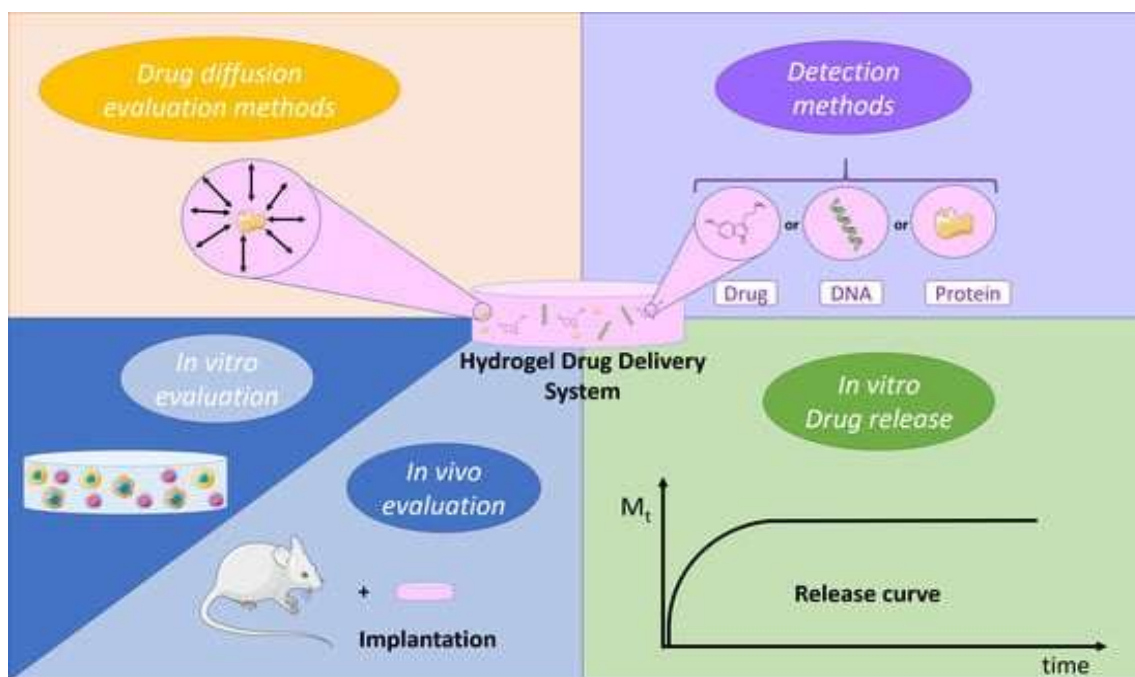 Drug diffusion
evaluation methods
Detection
methods
or
or
Drug
DNA
Protein
Hydrogel Drug Delivery
System
In vitro
evaluation
In vivo
evaluation
+
Implantation
In vitro
Drug release
Mt
Release curve
time